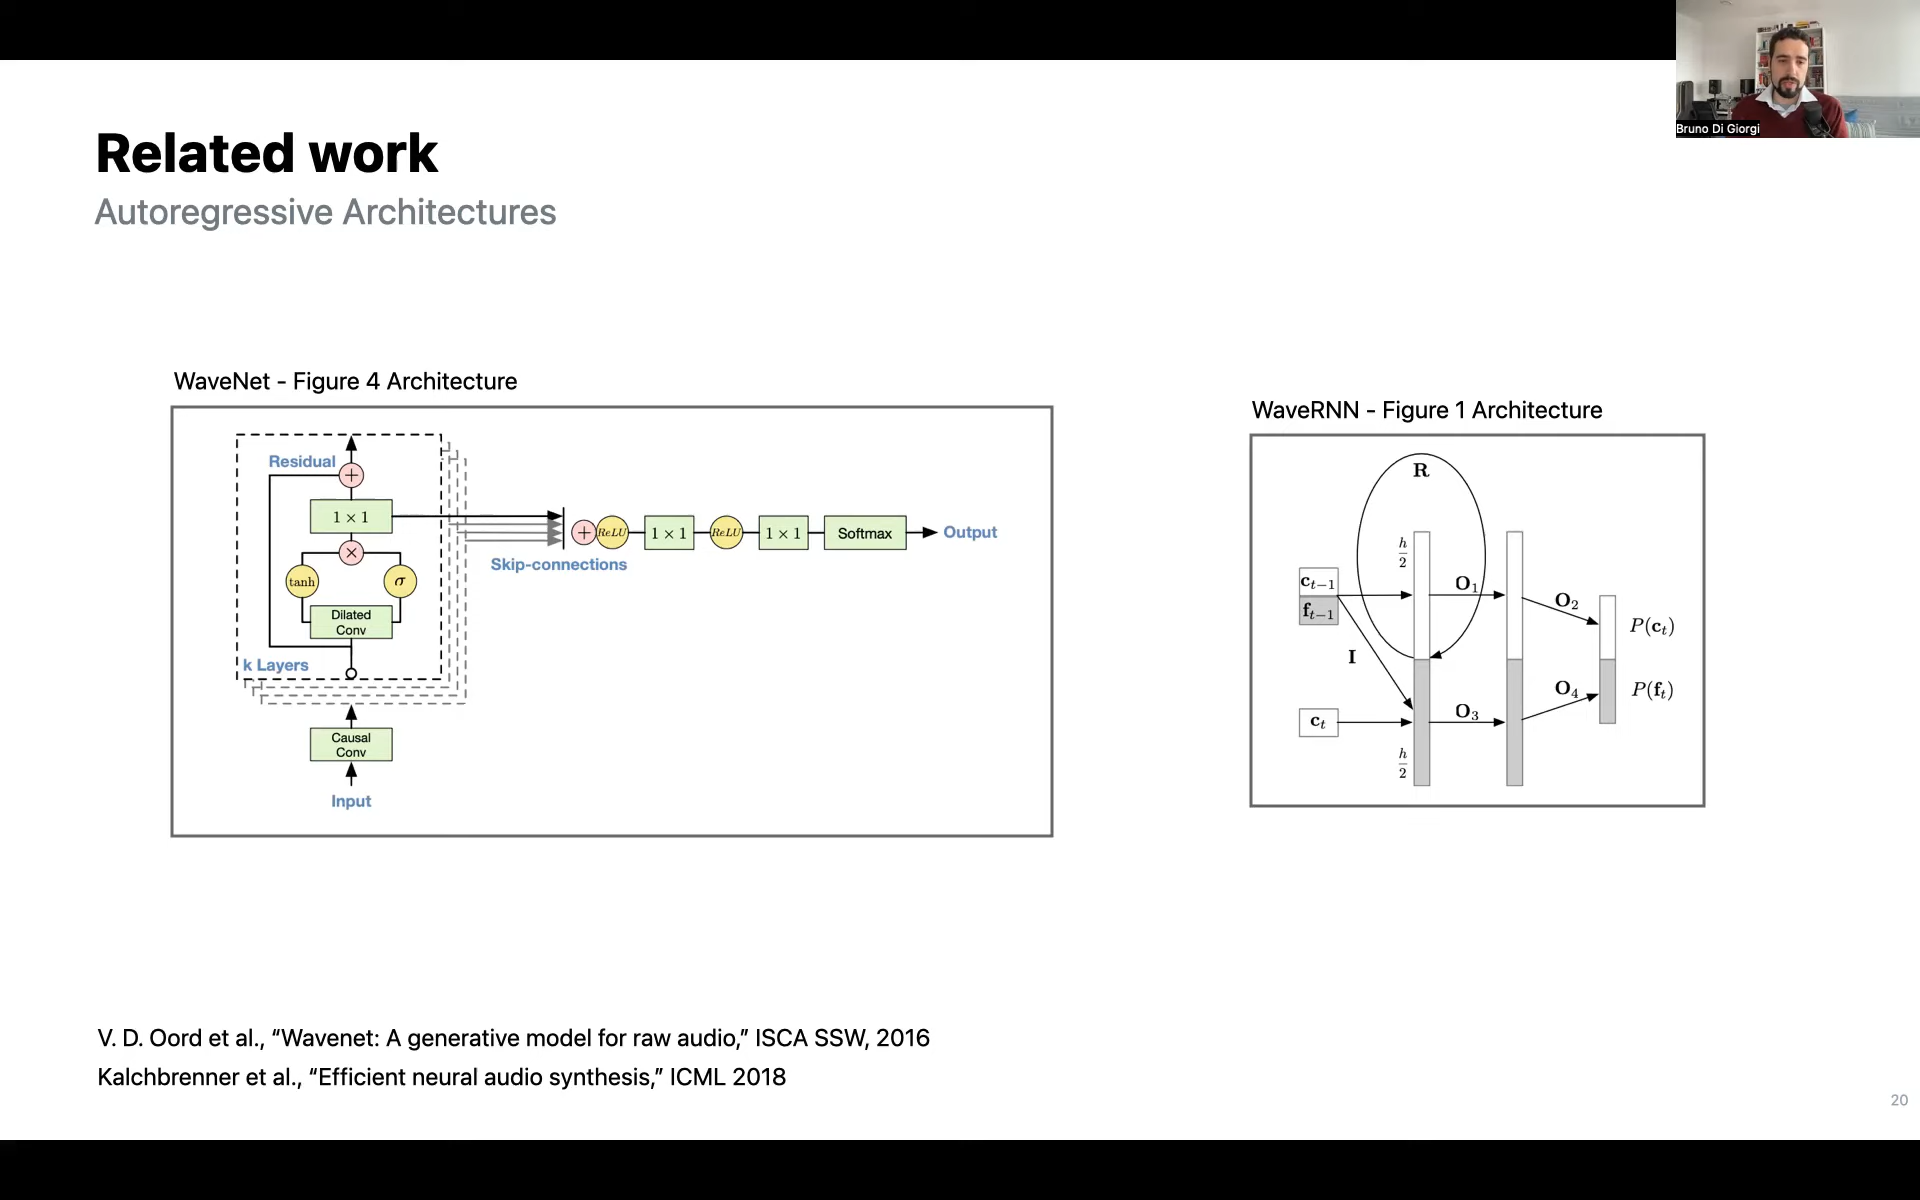 Bruno Di Giorgi
Related work
Autoregressive Architectures
WaveNet - Figure 4 Architecture
Residual
+
1 × 1
×
tanh
σ
Dilated
Conv
k Layers
Causal
Conv
Input
Skip-connections
+
ReLU
1 × 1
ReLU
1 × 1
Softmax
Output
WaveRNN - Figure 1 Architecture
R
h/2
c_{t−1}
f_{t−1}
O_1
O_2
P(c_t)
I
P(f_t)
O_4
c_t
O_3
h/2
V. D. Oord et al., “Wavenet: A generative model for raw audio,” ISCA SSW, 2016
Kalchbrenner et al., “Efficient neural audio synthesis,” ICML 2018
20